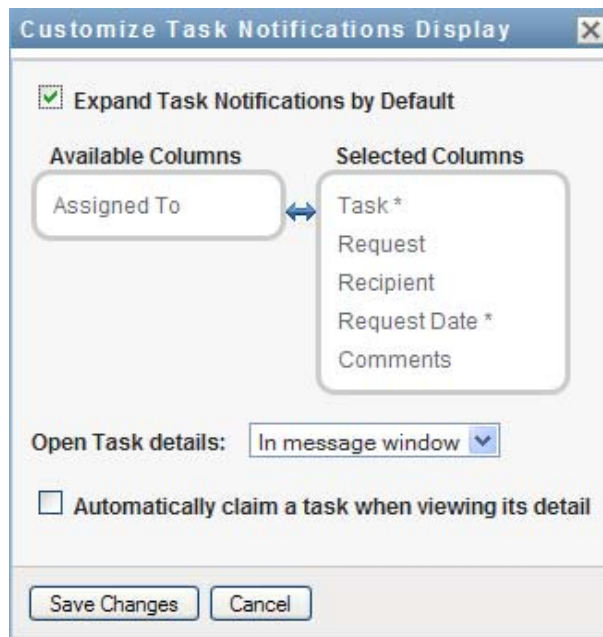 Customize Task Notifications Display
Expand Task Notifications by Default
Available Columns
Selected Columns
Assigned To
Task *
Request
Recipient
Request Date *
Comments
Open Task details: In message window
Automatically claim a task when viewing its detail
Save Changes
Cancel